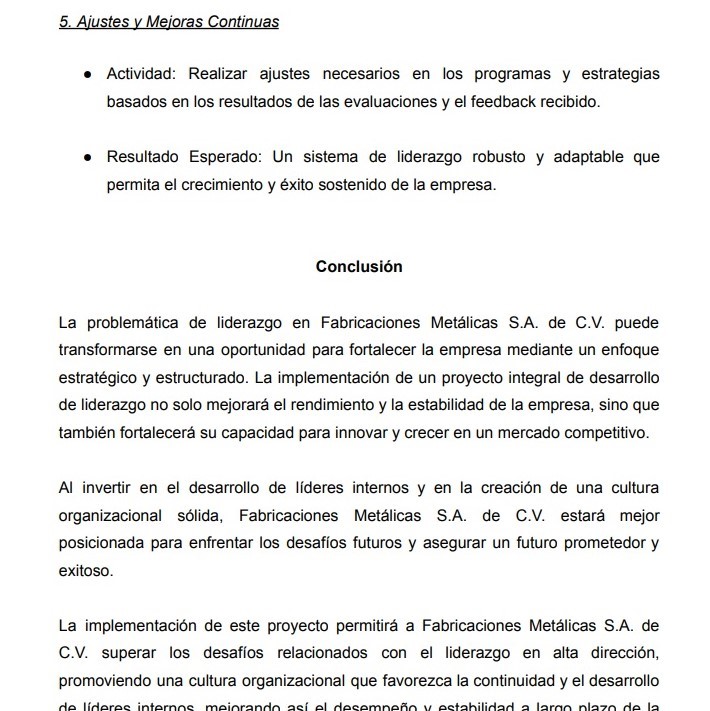 5. Ajustes y Mejoras Continuas
● Actividad: Realizar ajustes necesarios en los programas y estrategias
basados en los resultados de las evaluaciones y el feedback recibido.
● Resultado Esperado: Un sistema de liderazgo robusto y adaptable que
permita el crecimiento y éxito sostenido de la empresa.
Conclusión
La problemática de liderazgo en Fabricaciones Metálicas S.A. de C.V. puede
transformarse en una oportunidad para fortalecer la empresa mediante un enfoque
estratégico y estructurado. La implementación de un proyecto integral de desarrollo
de liderazgo no solo mejorará el rendimiento y la estabilidad de la empresa, sino que
también fortalecerá su capacidad para innovar y crecer en un mercado competitivo.
Al invertir en el desarrollo de líderes internos y en la creación de una cultura
organizacional sólida, Fabricaciones Metálicas S.A. de C.V. estará mejor
posicionada para enfrentar los desafíos futuros y asegurar un futuro prometedor y
exitoso.
La implementación de este proyecto permitirá a Fabricaciones Metálicas S.A. de
C.V. superar los desafíos relacionados con el liderazgo en alta dirección,
promoviendo una cultura organizacional que favorezca la continuidad y el desarrollo
de líderes internos, mejorando así el desempeño y estabilidad a largo plazo de la